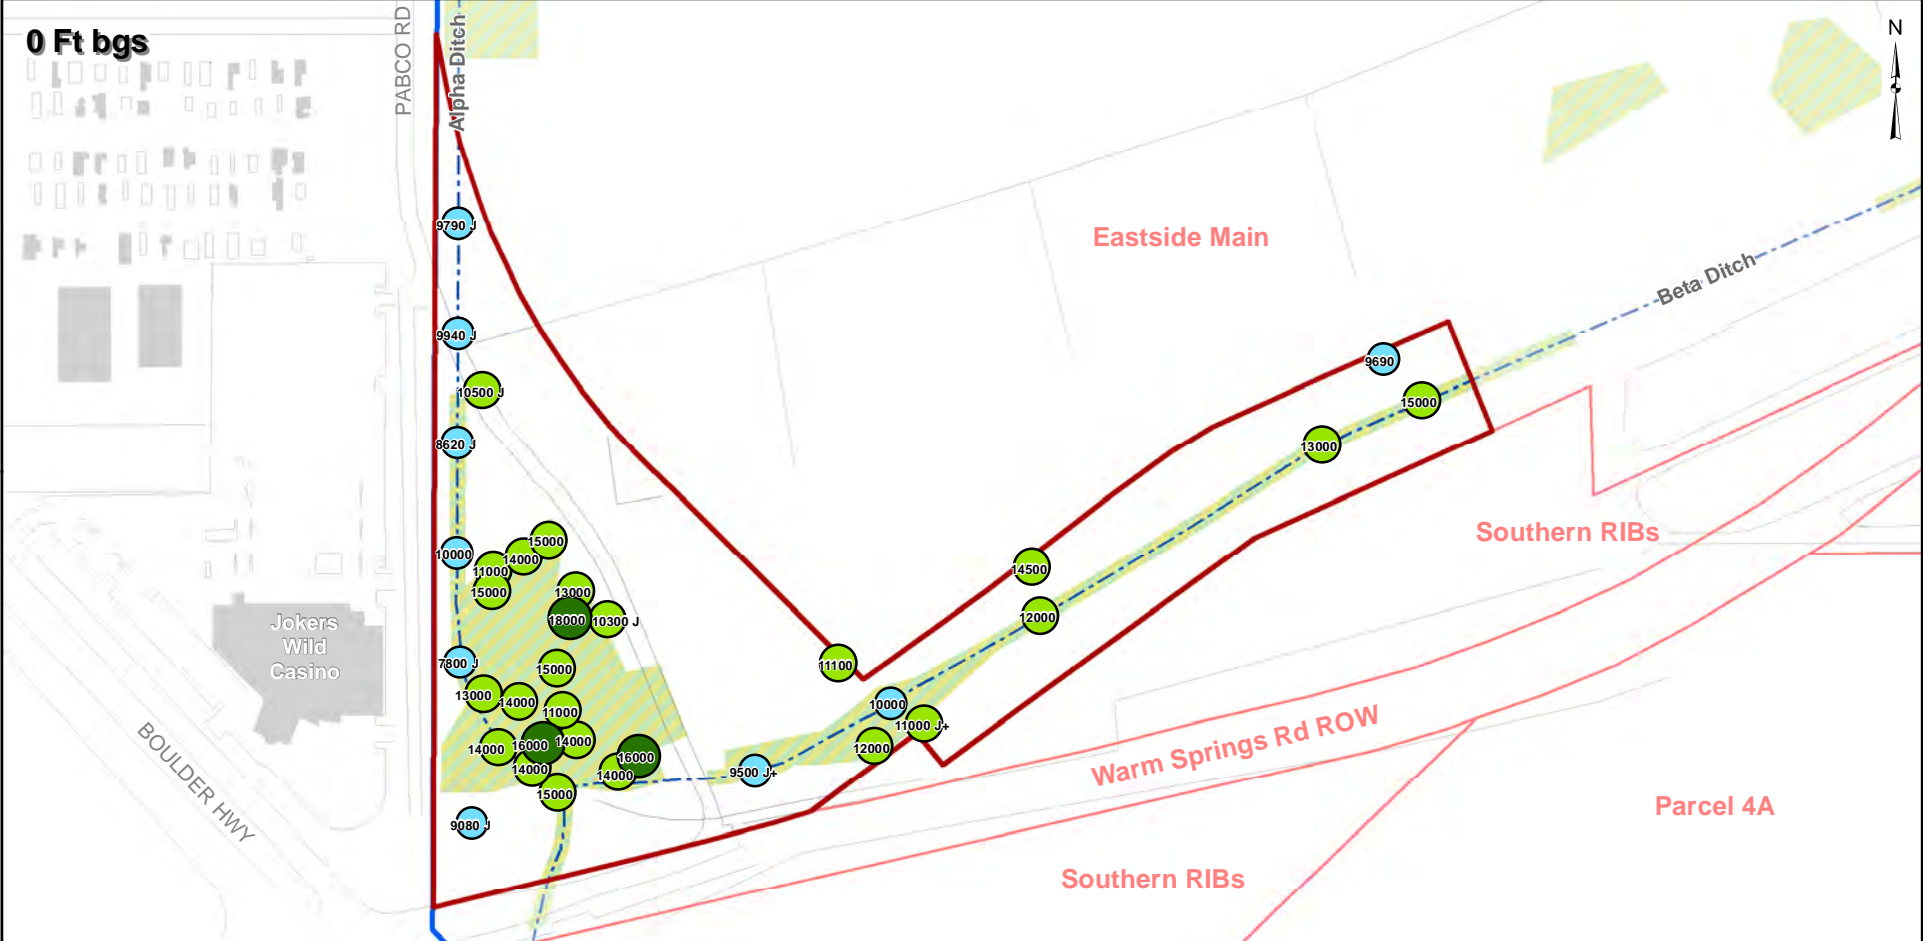 0 Ft bgs
PABCO RD
Alpha Ditch
N
9790 J
Eastside Main
Beta Ditch
9940 J
9690
10500 J
15000
8620 J
13000
Southern RIBs
10000
15000
14000
11000
15000
14500
13000
18000
10300 J
12000
Jokers
Wild
Casino
7800 J
15000
11100
13000
14000
11000
10000
11000 J+
14000
16000
14000
12000
16000
14000
14000
9500 J+
15000
9080 J
BOULDER HWY
Warm Springs Rd ROW
Parcel 4A
Southern RIBs